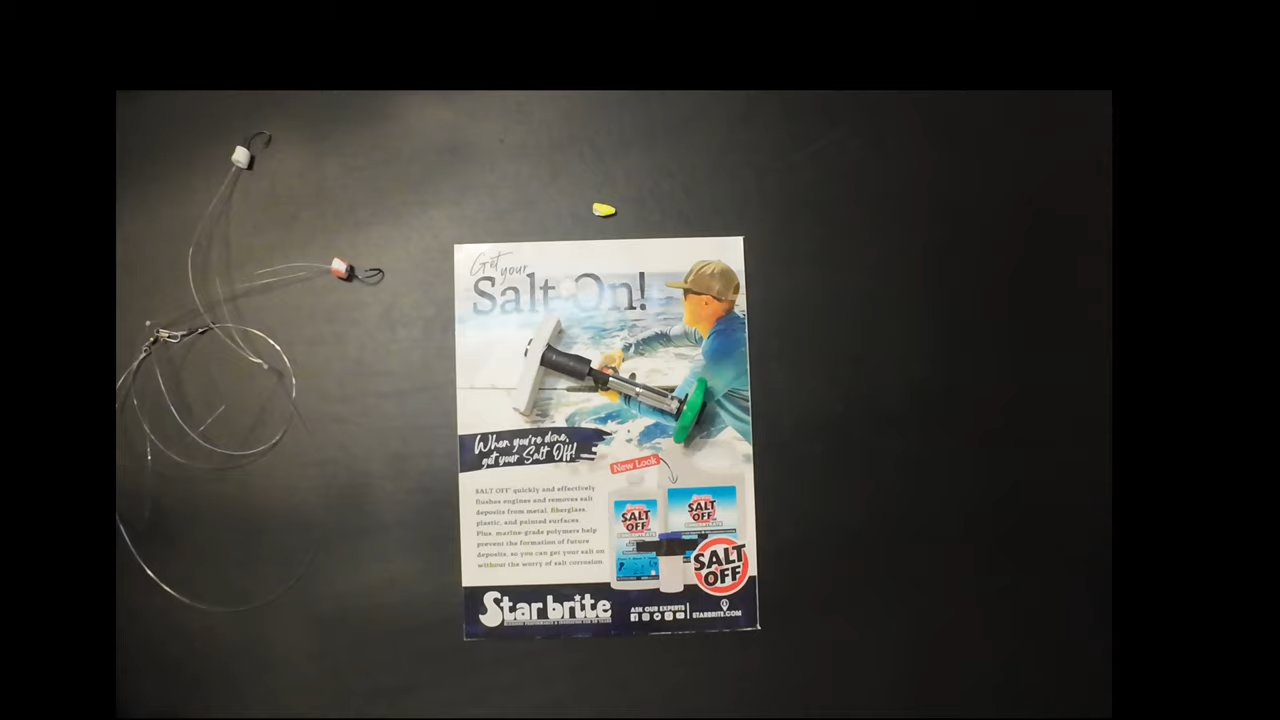 Get your
Salt On!
When you're done,
get your Salt Off!
New Look
SALT OFF® quickly and effectively
flushes engines and removes salt
deposits from metal, fiberglass,
plastic, and painted surfaces.
Plus, marine-grade polymers help
prevent the formation of future
deposits, so you can get your salt on
without the worry of salt corrosion.
SALT
OFF
CONCENTRATE
SALT
OFF
CONCENTRATE
SALT
OFF
Star brite
ASK OUR EXPERTS
STARBRITE.COM